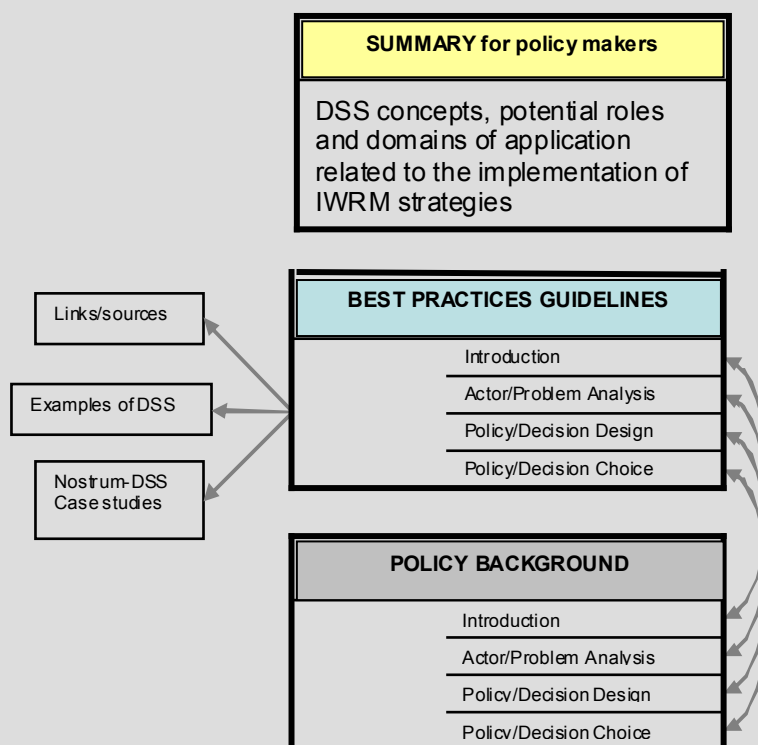 SUMMARY for policy makers
DSS concepts, potential roles
and domains of application
related to the implementation of
IWRM strategies
BEST PRACTICES GUIDELINES
Introduction
Actor/Problem Analysis
Policy/Decision Design
Policy/Decision Choice
Links/sources
Examples of DSS
Nostrum-DSS
Case studies
POLICY BACKGROUND
Introduction
Actor/Problem Analysis
Policy/Decision Design
Policy/Decision Choice